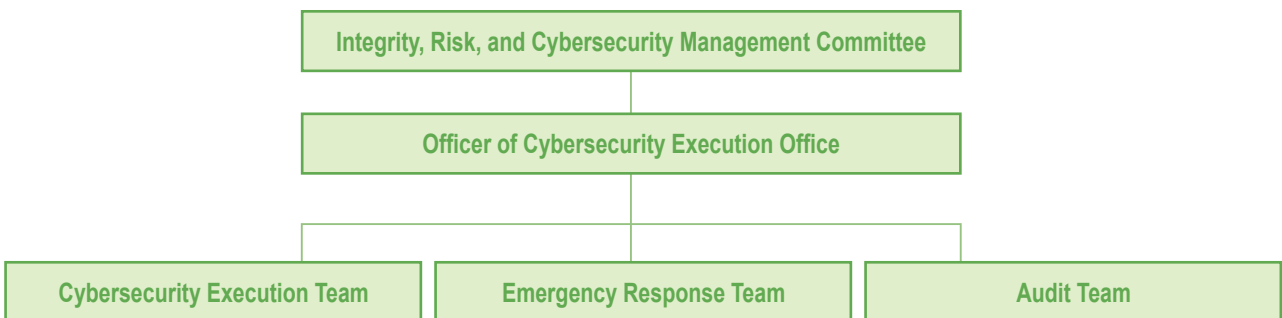 Integrity, Risk, and Cybersecurity Management Committee
Officer of Cybersecurity Execution Office
Cybersecurity Execution Team
Emergency Response Team
Audit Team